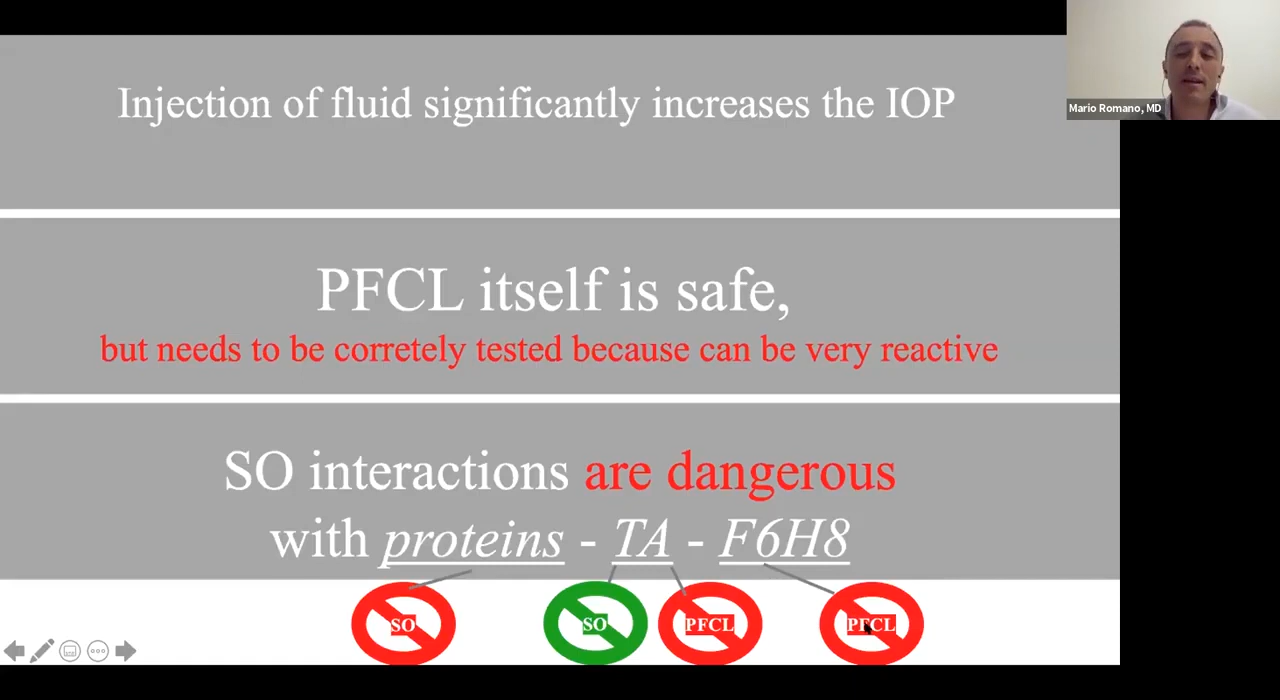 Injection of fluid significantly increases the IOP
Mario Romano, MD
PFCL itself is safe,
but needs to be corretely tested because can be very reactive
SO interactions are dangerous
with proteins - TA - F6H8
SO
SO
PFCL
PFCL